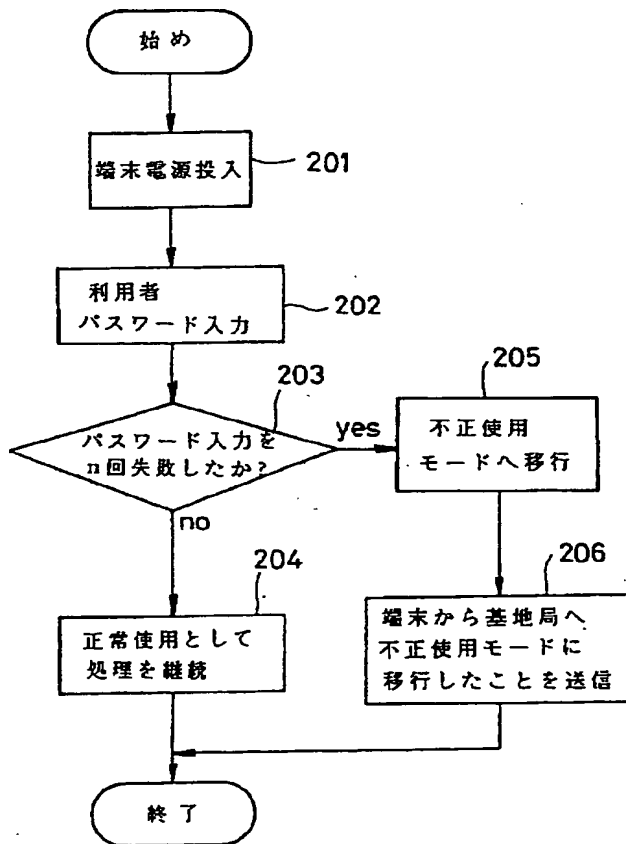 始め
端末電源投入
201
利用者
パスワード入力
202
203
パスワード入力を
n回失敗したか?
yes
no
205
不正使用
モードへ移行
204
正常使用として
処理を継続
206
端末から基地局へ
不正使用モードに
移行したことを送信
終了